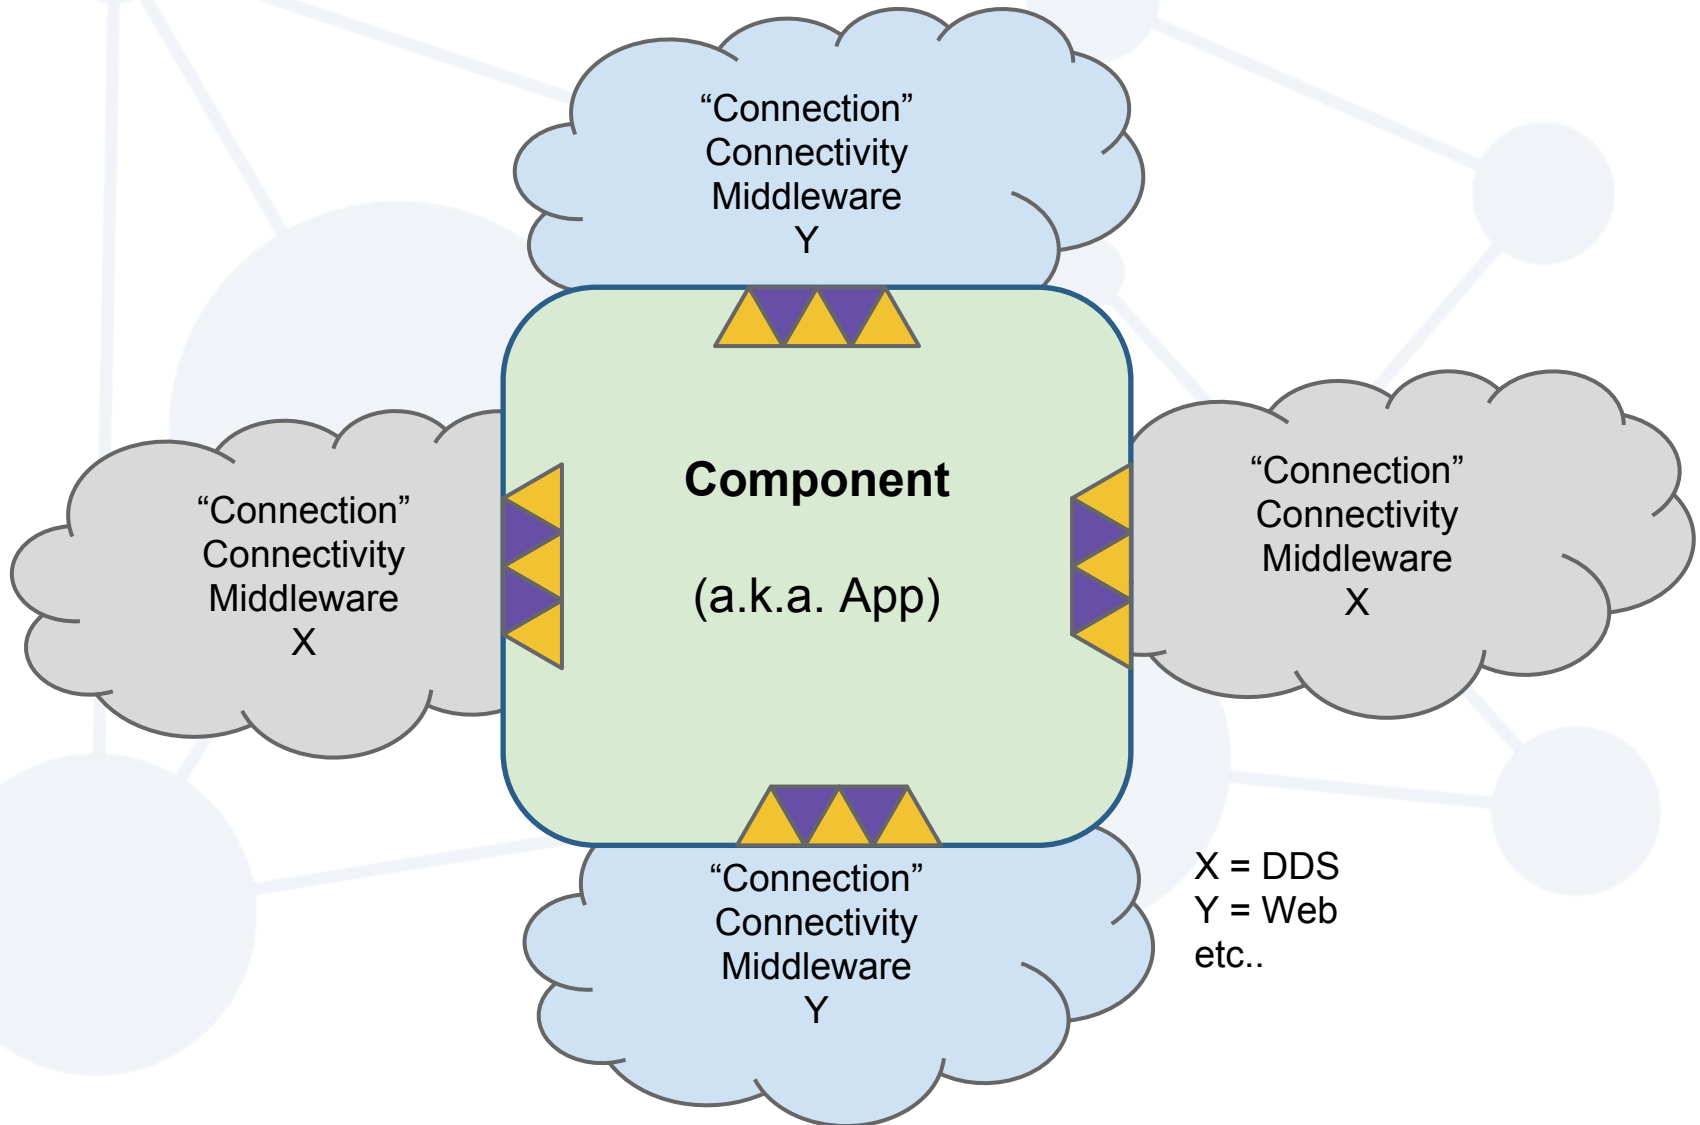 “Connection”
Connectivity
Middleware
Y
“Connection”
Connectivity
Middleware
X
Component
(a.k.a. App)
“Connection”
Connectivity
Middleware
X
“Connection”
Connectivity
Middleware
Y
X = DDS
Y = Web
etc..